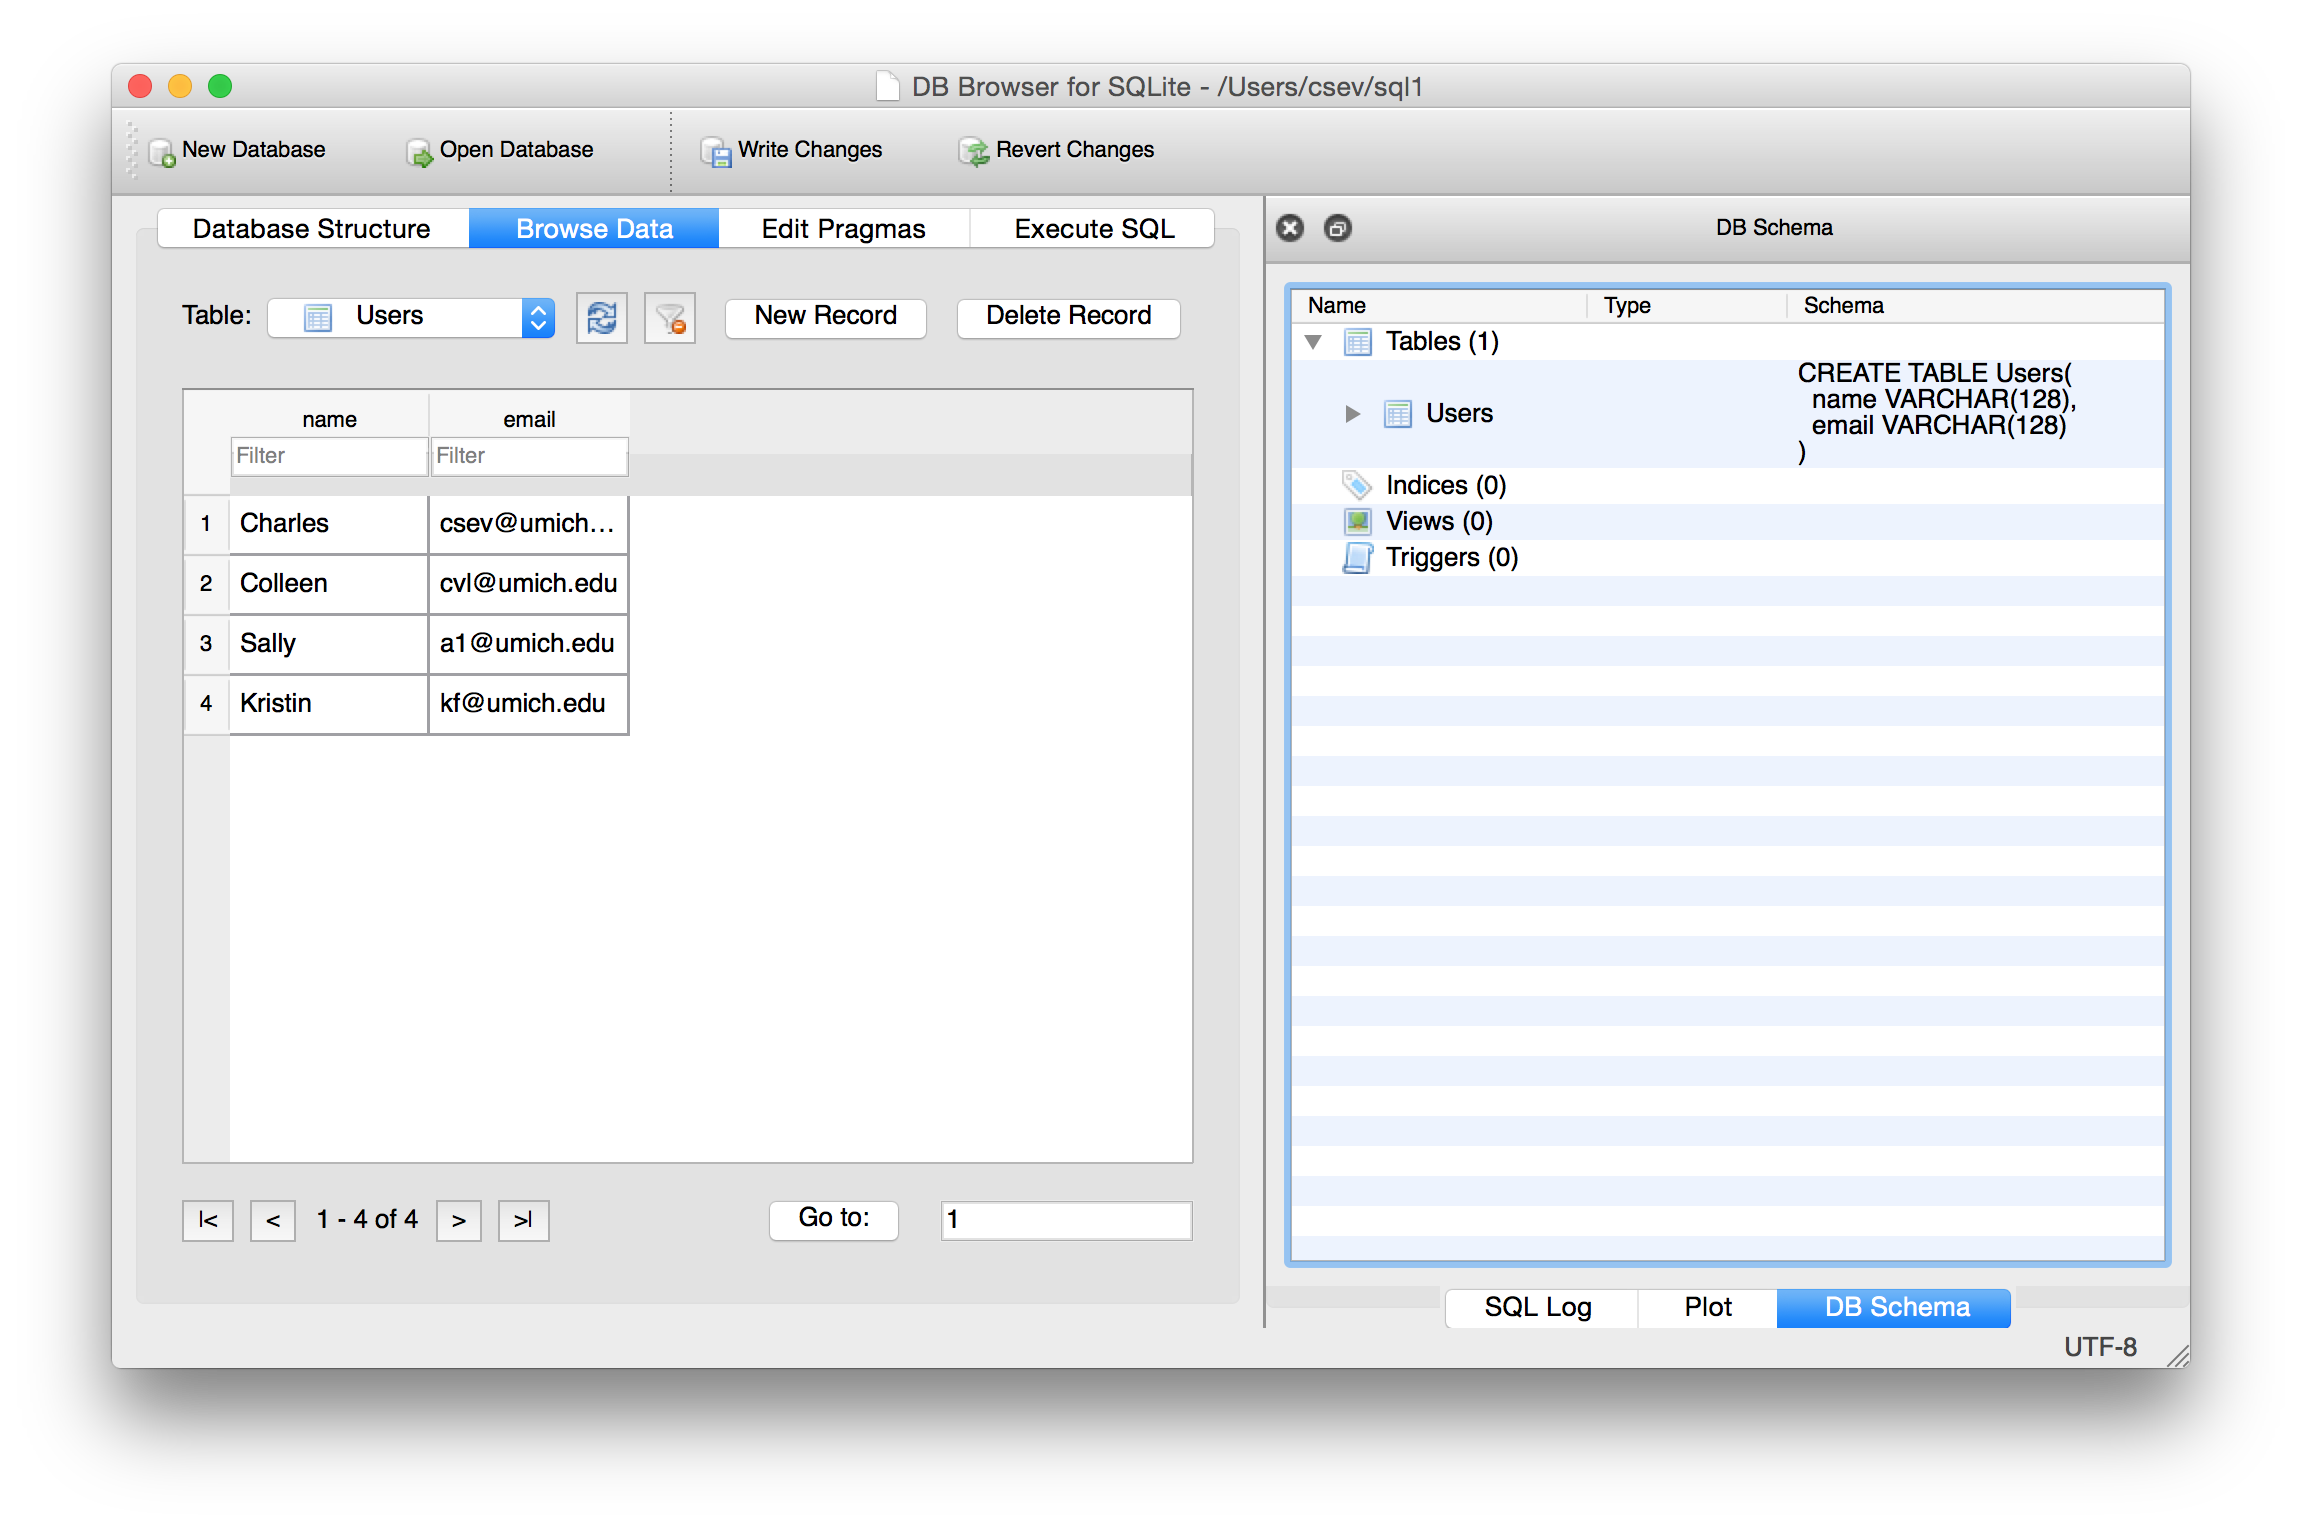 DB Browser for SQLite - /Users/csev/sql1
New Database Open Database Write Changes Revert Changes
Database Structure Browse Data Edit Pragmas Execute SQL
Table: Users New Record Delete Record
name email
Filter Filter
1 Charles csev@umich...
2 Colleen cvl@umich.edu
3 Sally a1@umich.edu
4 Kristin kf@umich.edu
|< < 1 - 4 of 4 > >| Go to: 1
DB Schema
Name Type Schema
Tables (1)
Users
CREATE TABLE Users(
name VARCHAR(128),
email VARCHAR(128)
)
Indices (0)
Views (0)
Triggers (0)
SQL Log Plot DB Schema
UTF-8